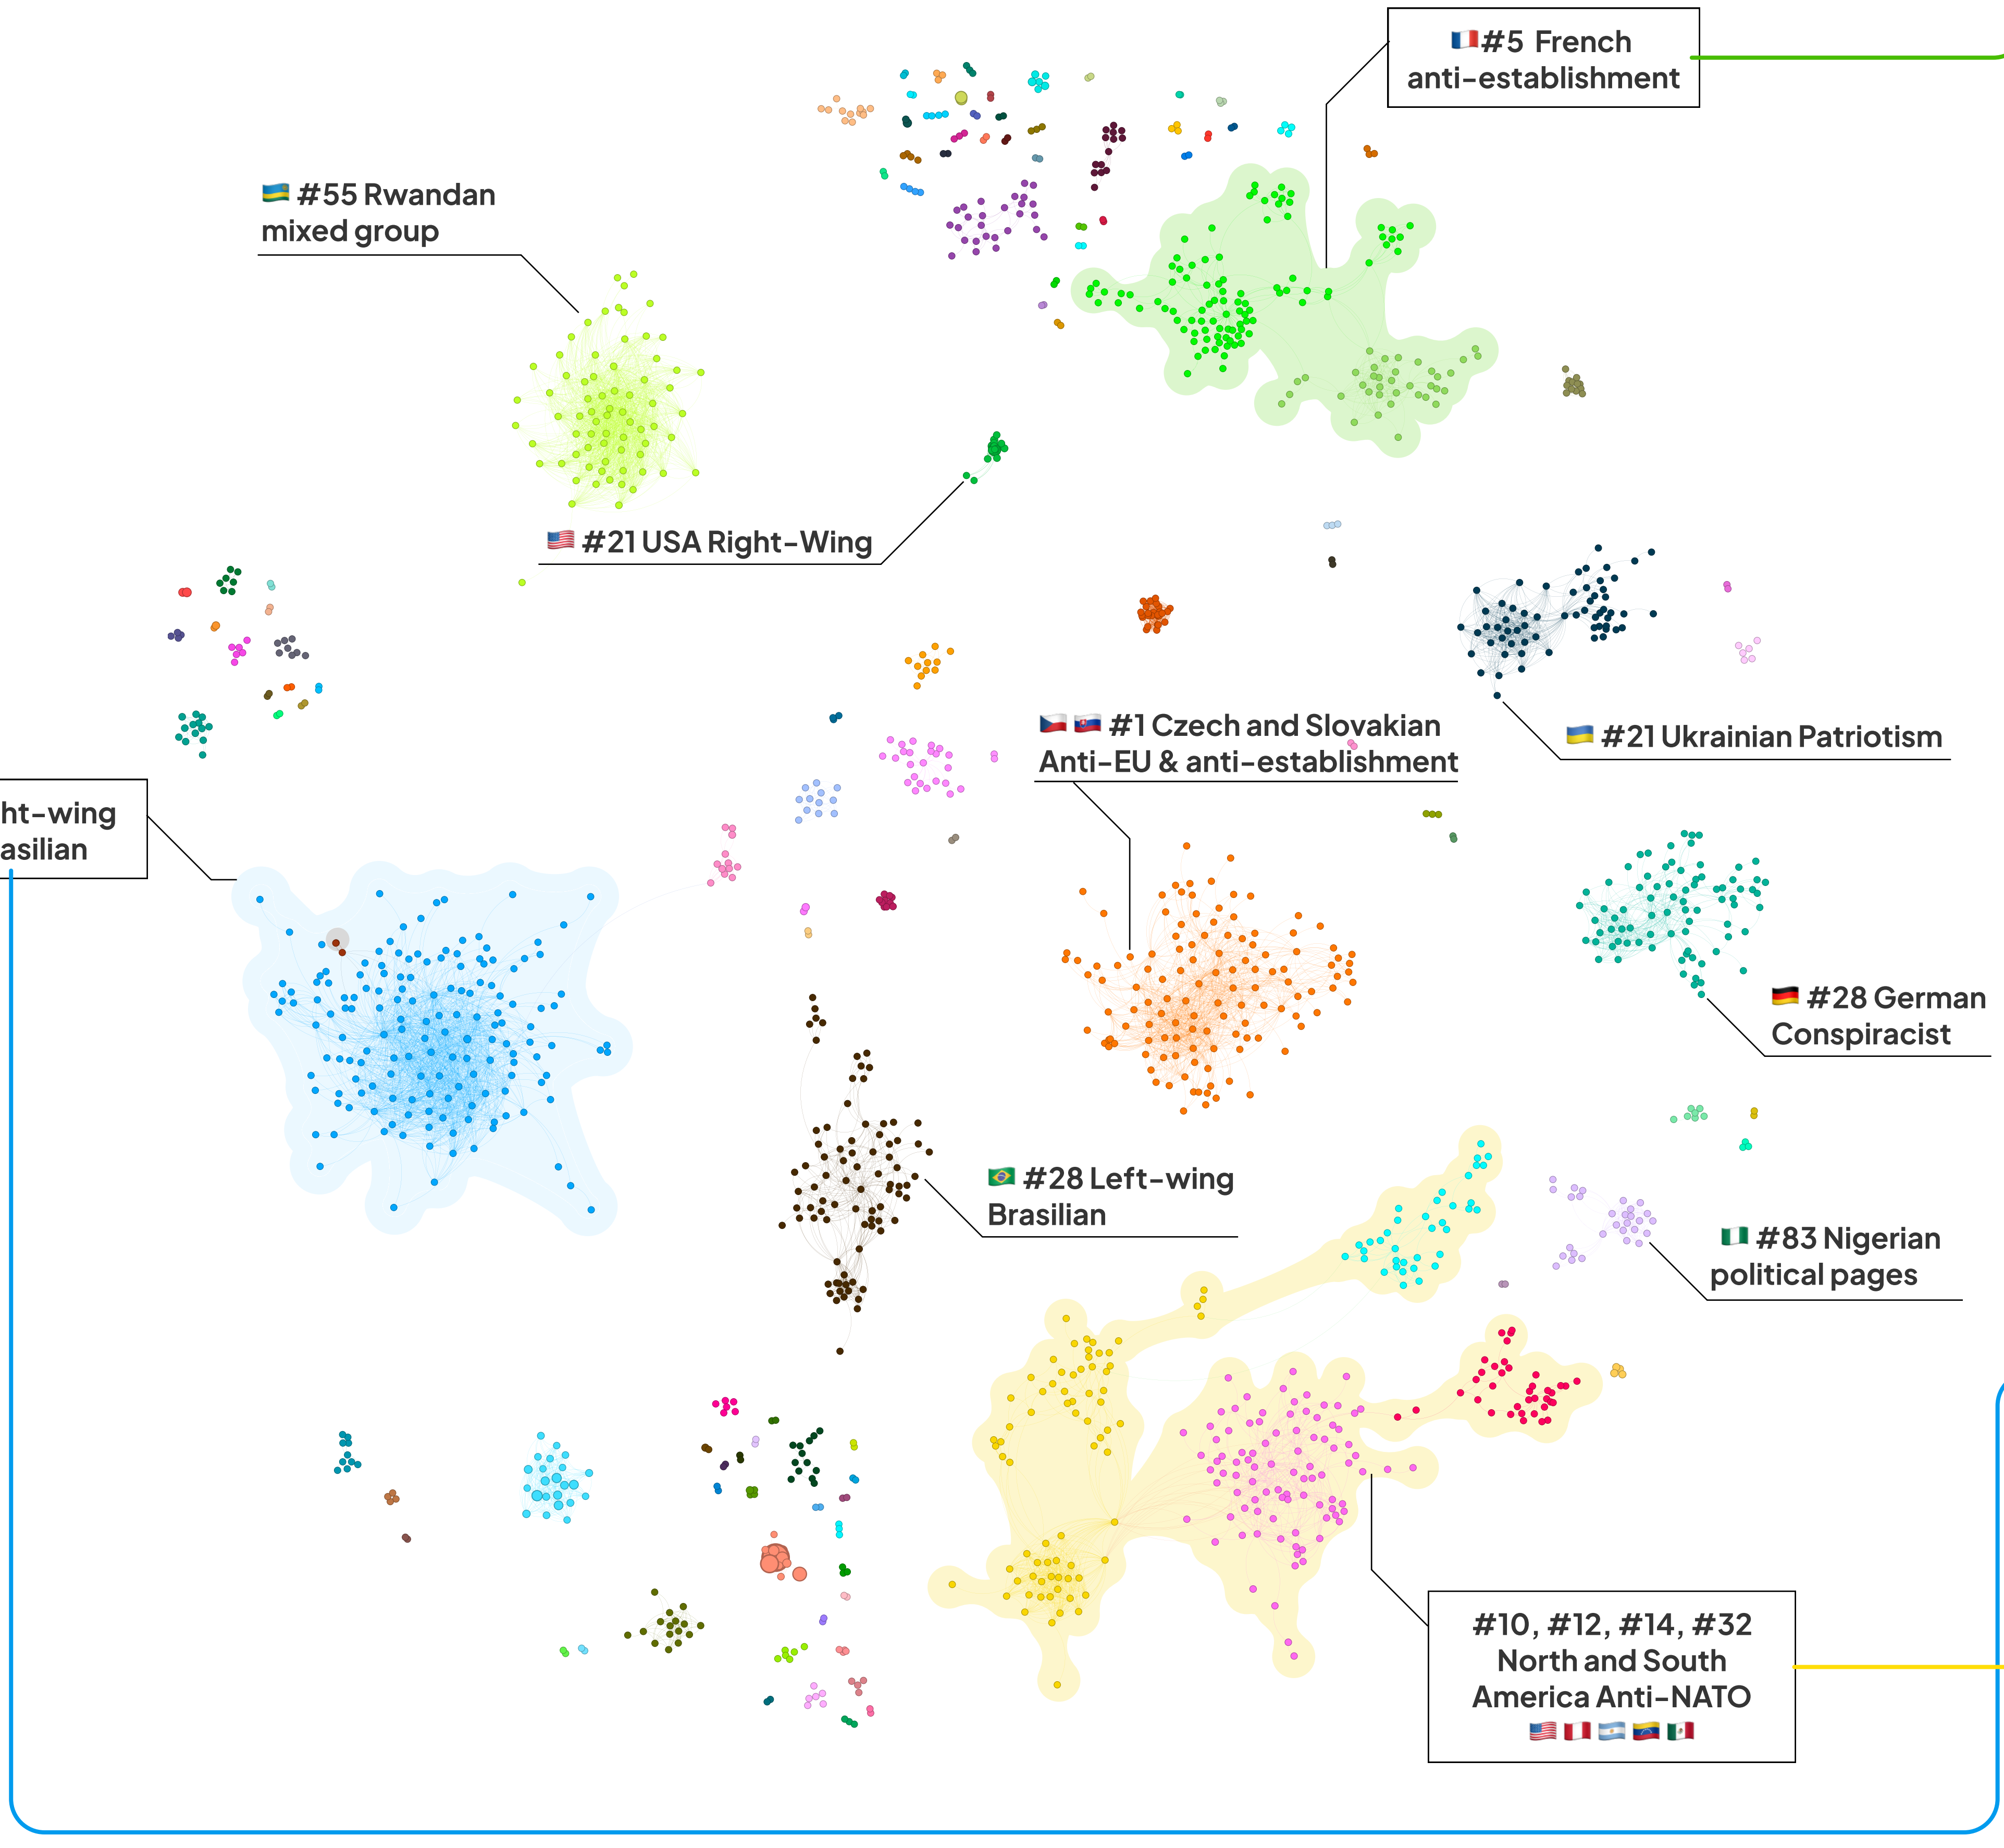 #5 French
anti-establishment
#55 Rwandan
mixed group
#21 USA Right-Wing
#1 Czech and Slovakian
Anti-EU & anti-establishment
#21 Ukrainian Patriotism
ht-wing
asilian
#28 German
Conspiracist
#28 Left-wing
Brasilian
#83 Nigerian
political pages
#10, #12, #14, #32
North and South
America Anti-NATO